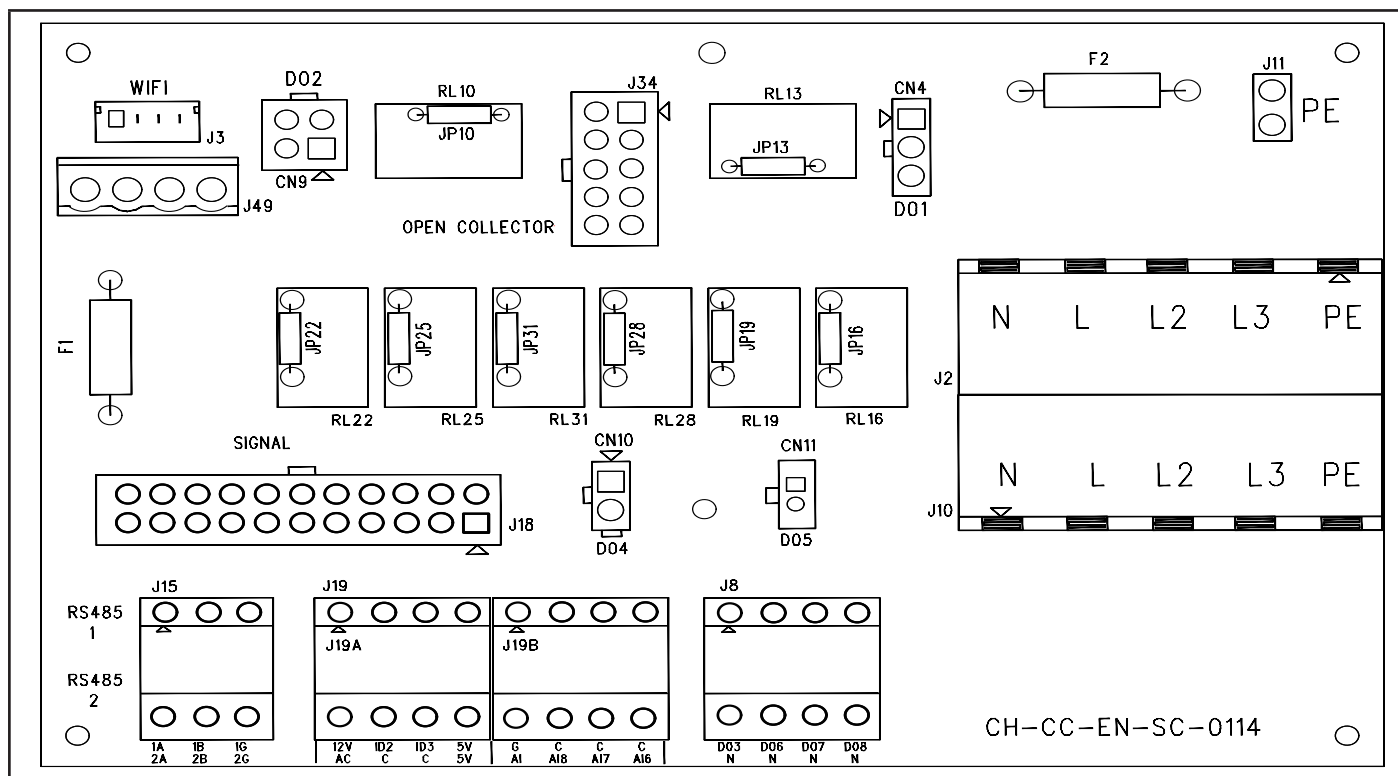 WIFI
DO2
RL10
J34
RL13
CN4
F2
J11
PE
JP10
JP13
J3
CN9
J49
OPEN COLLECTOR
DO1
F1
JP22
JP25
JP31
JP28
JP19
JP16
N L L2 L3 PE
J2
RL22 RL25 RL31 RL28 RL19 RL16
SIGNAL
CN10
CN11
N L L2 L3 PE
J10
J18
DO4
DO5
J15
J19
J8
RS485
1
J19A
J19B
RS485
2
CH-CC-EN-SC-0114
1A 1B 1G 12V ID2 ID3 5V G C C C DO3 DO6 DO7 DO8
2A 2B 2G AC C C 5V AI AI8 AI7 AI6 N N N N